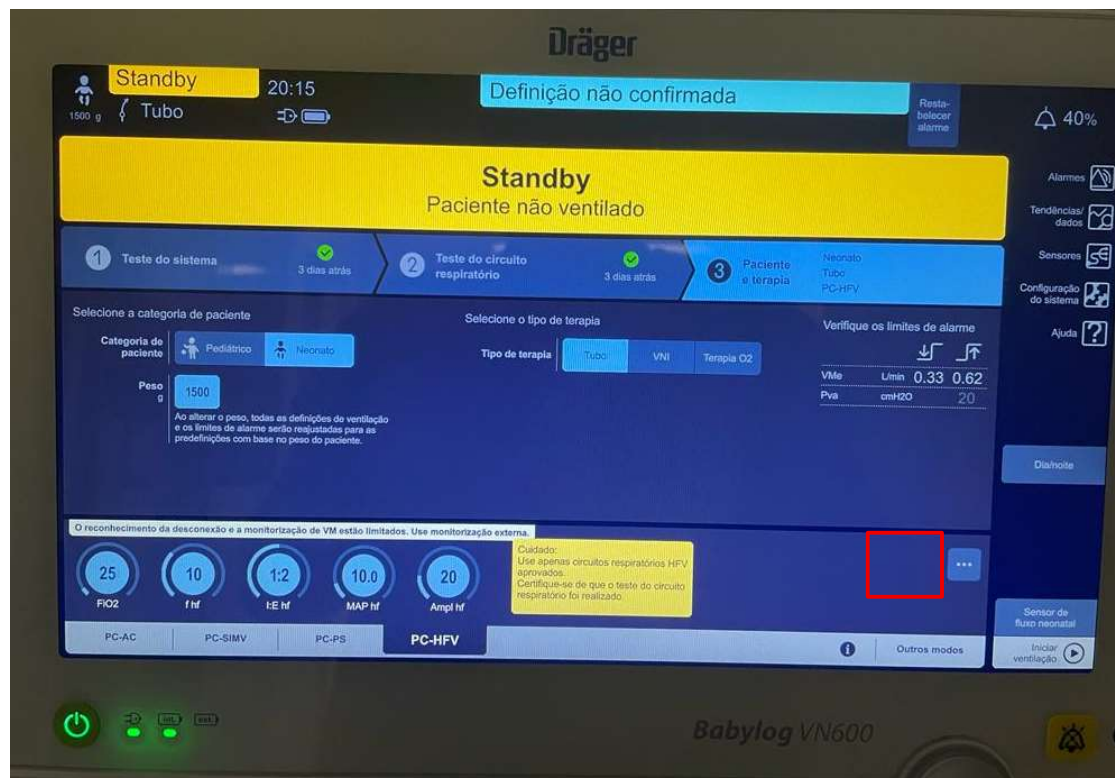 Dräger
Standby
20:15
Definição não confirmada
Resta-
belecer
alarme
40%
1500 g
Tubo
Standby
Paciente não ventilado
Alarmes
Tendências/
dados
Sensores
Configuração
do sistema
Ajuda
1 Teste do sistema
3 dias atrás
2 Teste do circuito
respiratório
3 dias atrás
3 Paciente
e terapia
Neonato
Tubo
PC-HFV
Selecione a categoria de paciente
Categoria de
paciente
Pediátrico
Neonato
Peso
g
1500
Ao alterar o peso, todas as definições de ventilação
e os limites de alarme serão reajustadas para as
predefinições com base no peso do paciente.
Selecione o tipo de terapia
Tipo de terapia
Tubo
VNI
Terapia O2
Verifique os limites de alarme
VMe L/min 0.33 0.62
Pva cmH2O 20
Dia/noite
O reconhecimento da desconexão e a monitorização de VM estão limitados. Use monitorização externa.
25
FiO2
10
f hf
1:2
I:E hf
10.0
MAP hf
20
Ampl hf
Cuidado:
Use apenas circuitos respiratórios HFV
aprovados.
Certifique-se de que o teste do circuito
respiratório foi realizado.
...
PC-AC
PC-SIMV
PC-PS
PC-HFV
Outros modos
Sensor de
fluxo neonatal
Iniciar
ventilação
int.
ext.
Babylog VN600